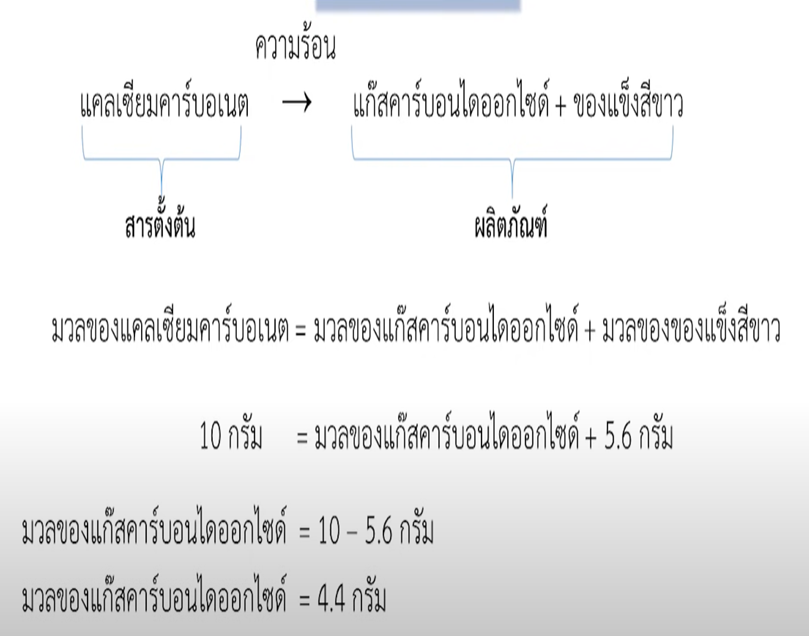 ความร้อน
แคลเซียมคาร์บอเนต → แก๊สคาร์บอนไดออกไซด์ + ของแข็งสีขาว
สารตั้งต้น ผลิตภัณฑ์
มวลของแคลเซียมคาร์บอเนต = มวลของแก๊สคาร์บอนไดออกไซด์ + มวลของของแข็งสีขาว
10 กรัม = มวลของแก๊สคาร์บอนไดออกไซด์ + 5.6 กรัม
มวลของแก๊สคาร์บอนไดออกไซด์ = 10 – 5.6 กรัม
มวลของแก๊สคาร์บอนไดออกไซด์ = 4.4 กรัม